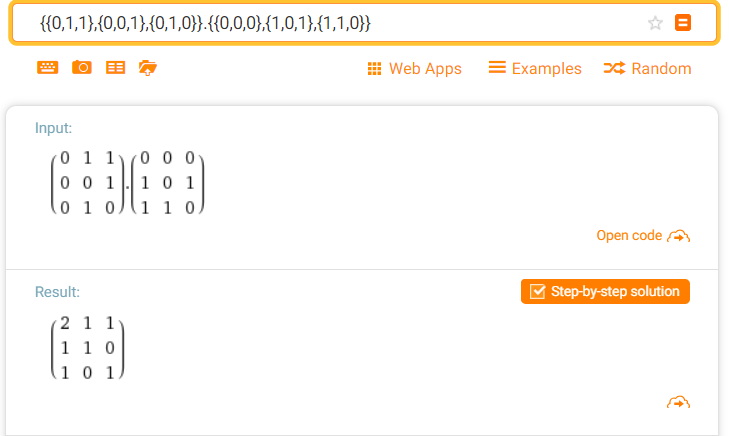 {{0,1,1},{0,0,1},{0,1,0}}.{{0,0,0},{1,0,1},{1,1,0}}
Web Apps Examples Random
Input:
0 1 1 0 0 0
0 0 1 . 1 0 1
0 1 0 1 1 0
Open code
Result: Step-by-step solution
2 1 1
1 1 0
1 0 1